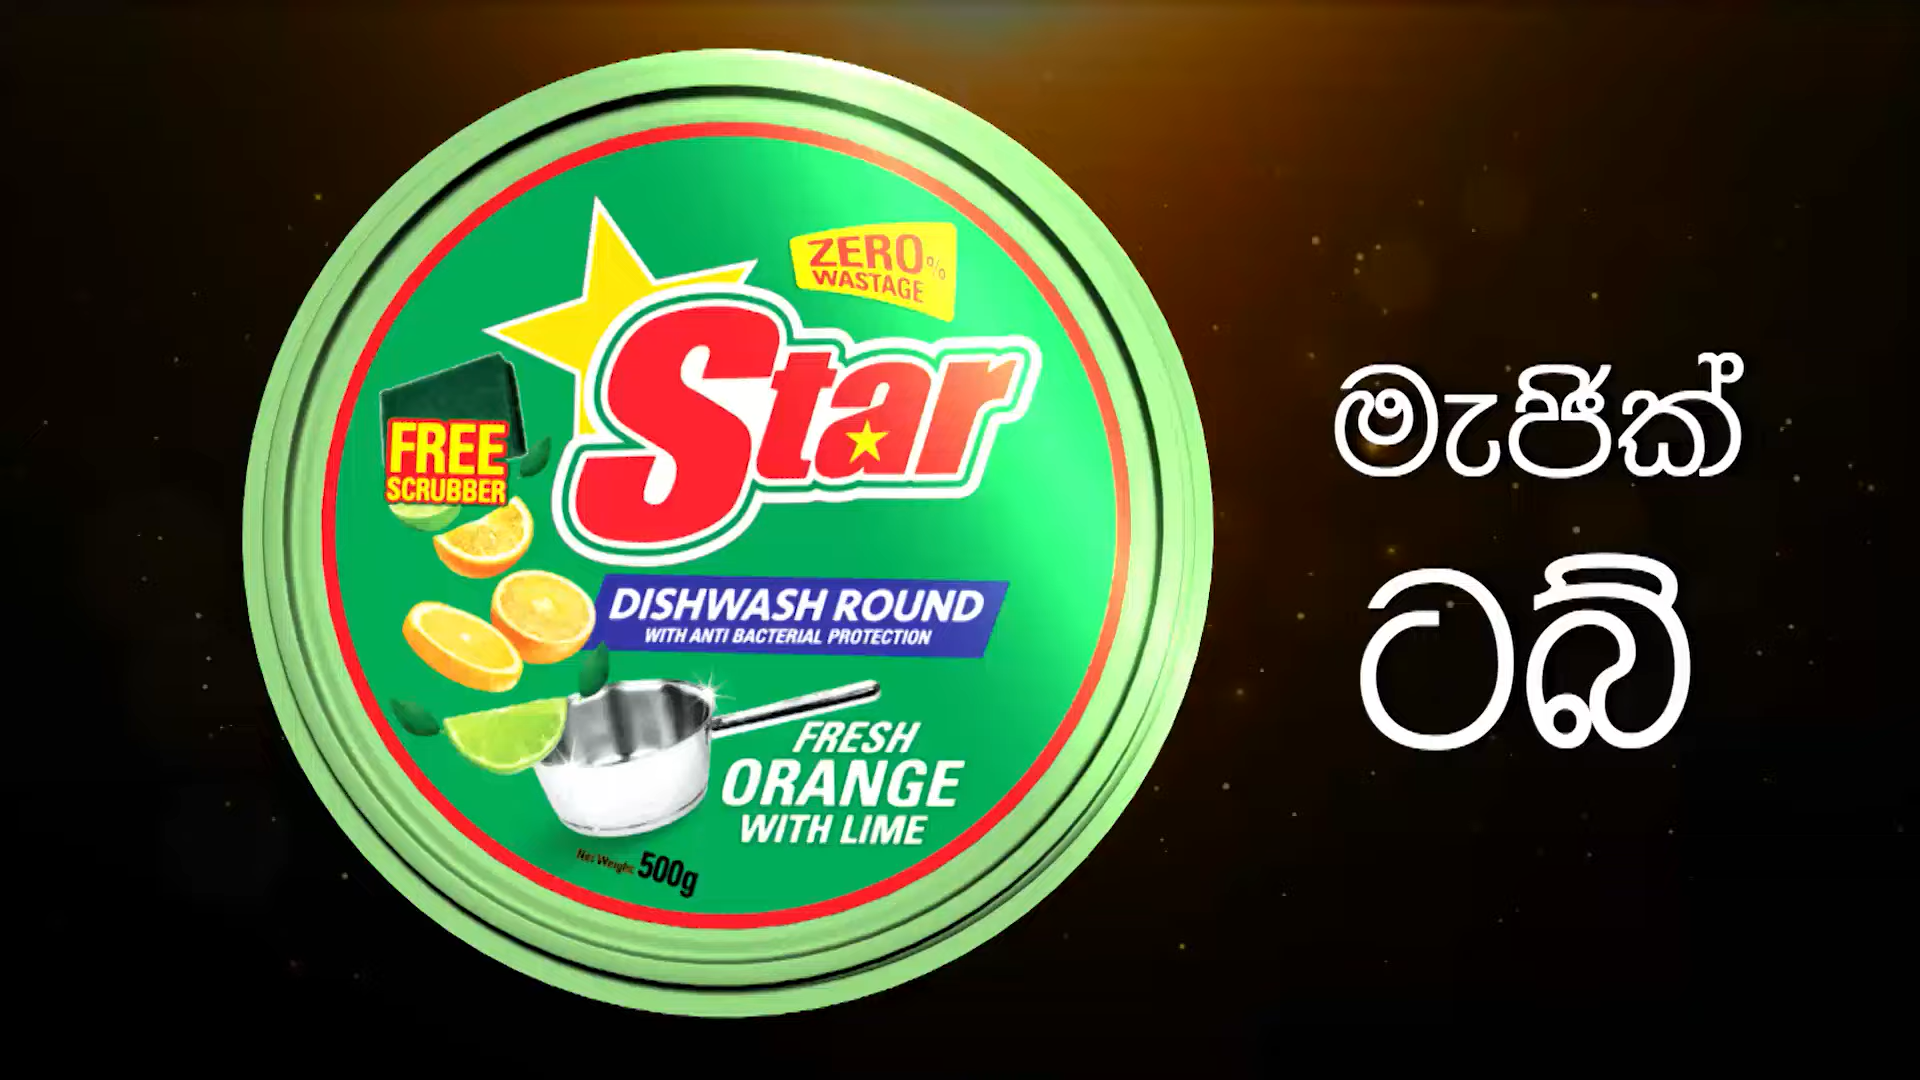 ZERO%
WASTAGE
Star
FREE
SCRUBBER
DISHWASH ROUND
WITH ANTI BACTERIAL PROTECTION
FRESH
ORANGE
WITH LIME
Net Weight: 500g
මැජික්
ටබ්